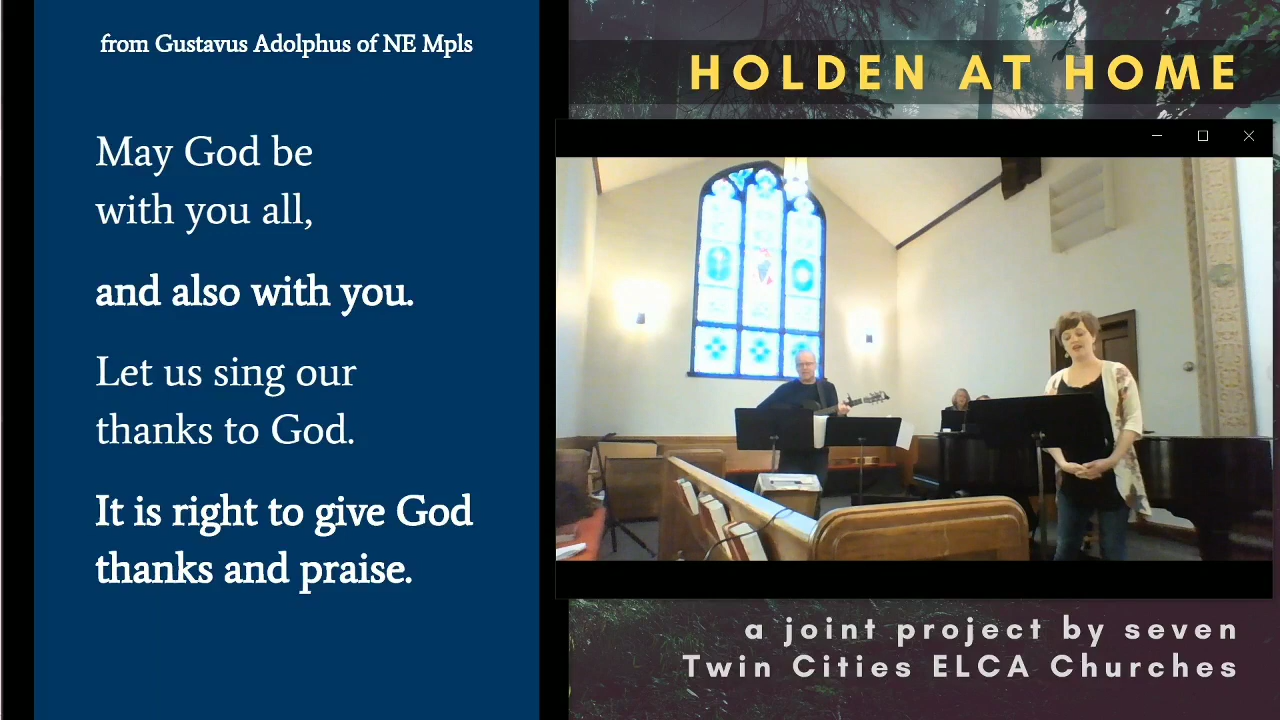 from Gustavus Adolphus of NE Mpls
May God be
with you all,
and also with you.
Let us sing our
thanks to God.
It is right to give God
thanks and praise.
HOLDEN AT HOME
a joint project by seven
Twin Cities ELCA Churches